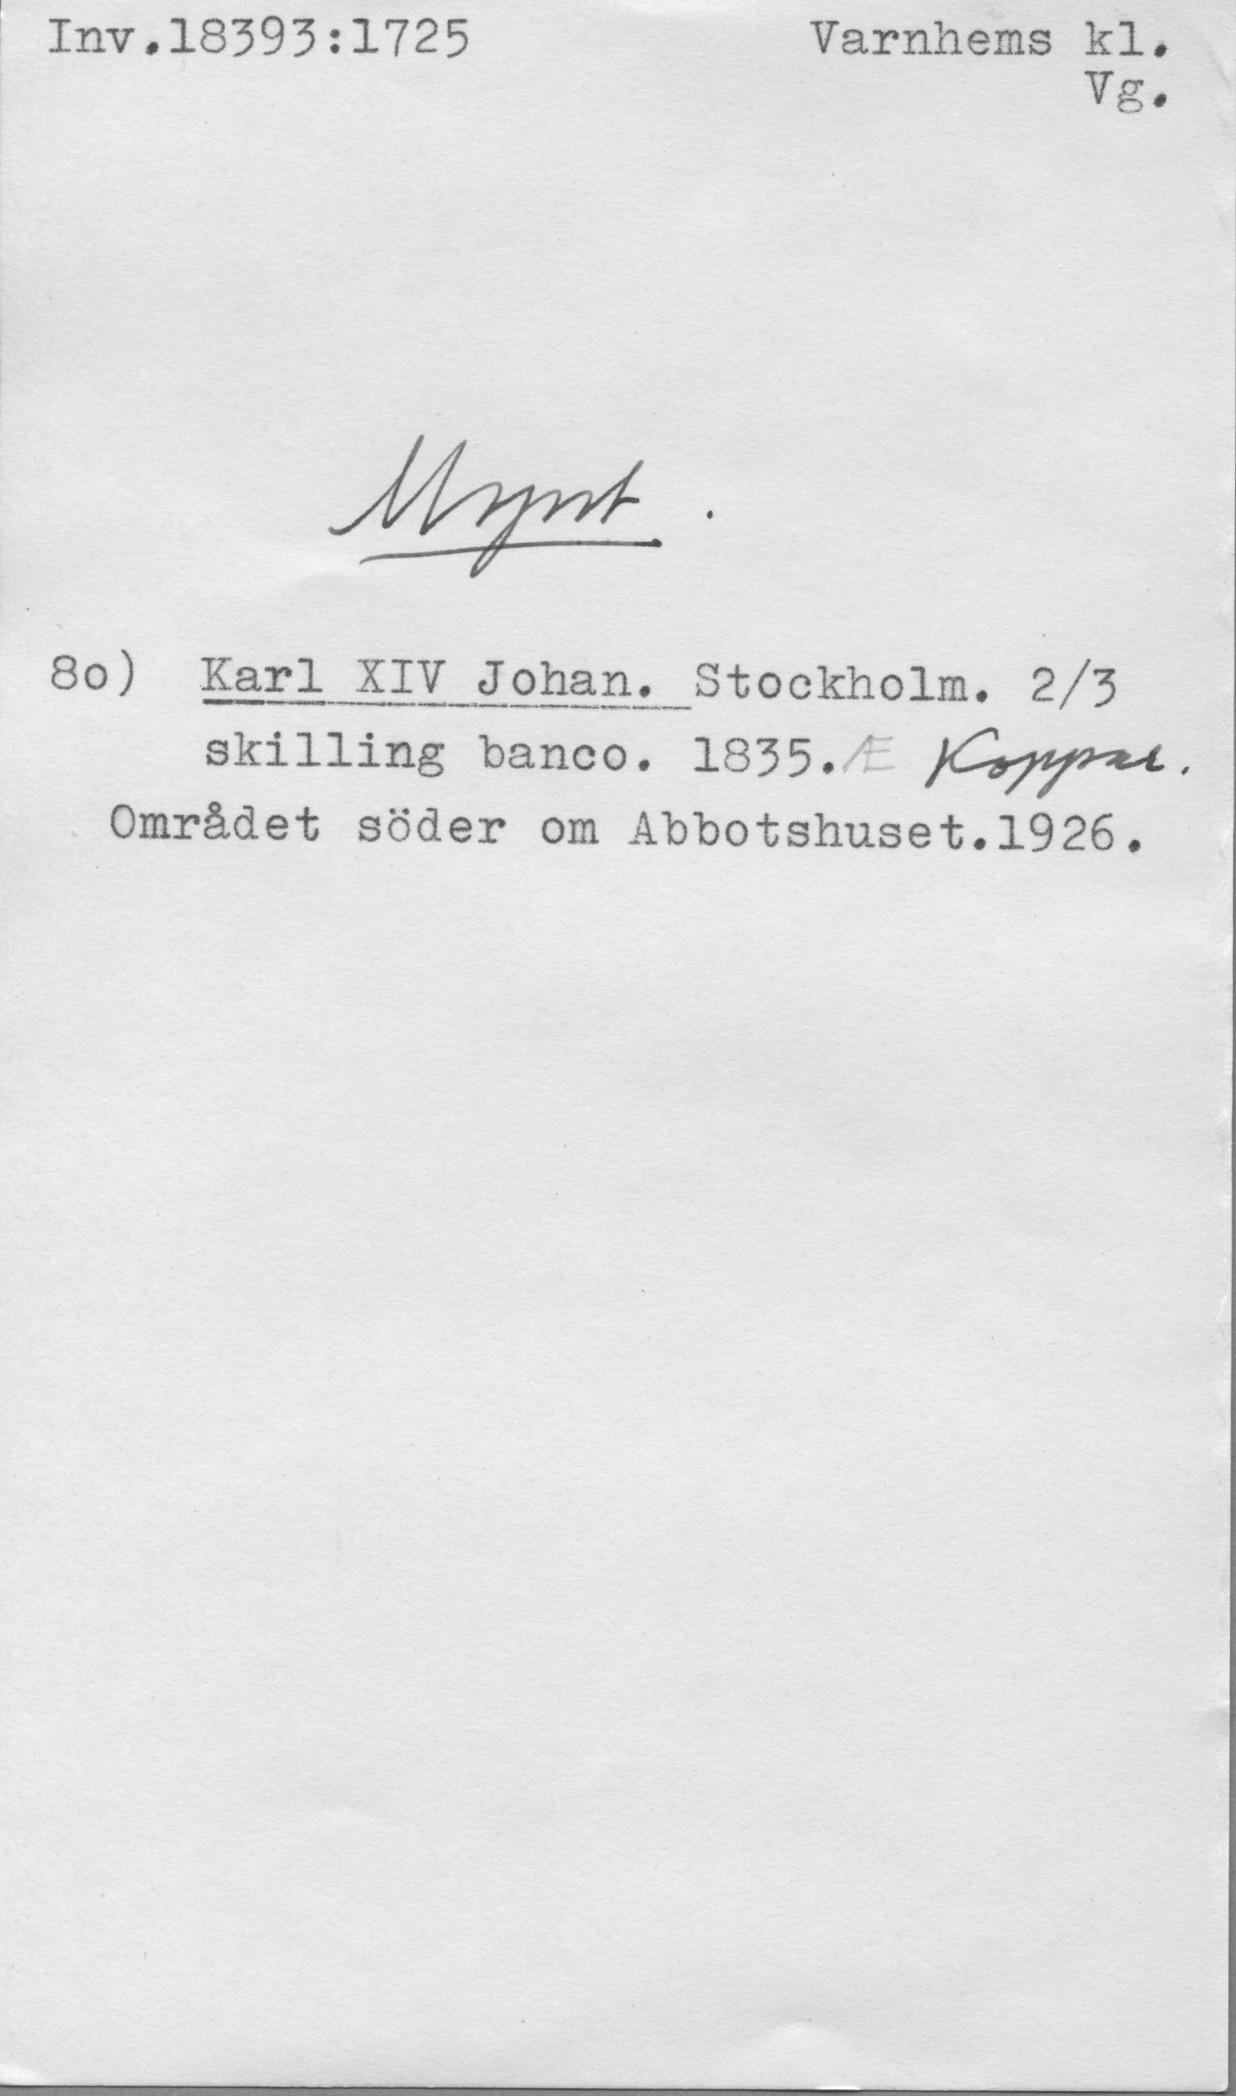 Inv.18393:1725 Varnhems kl.
Vg.
Mynt.
8o) Karl XIV Johan. Stockholm. 2/3
skilling banco. 1835. Æ Koppar.
Området söder om Abbotshuset.1926.